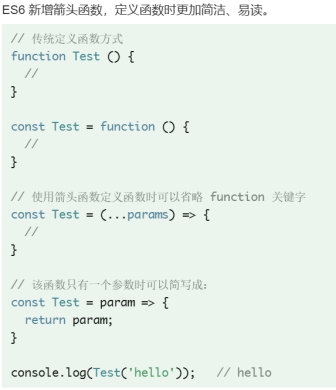 ES6 新增箭头函数，定义函数时更加简洁、易读。
// 传统定义函数方式
function Test () {
  //
}
const Test = function () {
  //
}
// 使用箭头函数定义函数时可以省略 function 关键字
const Test = (...params) => {
  //
}
// 该函数只有一个参数时可以简写成：
const Test = param => {
  return param;
}
console.log(Test('hello'));   // hello